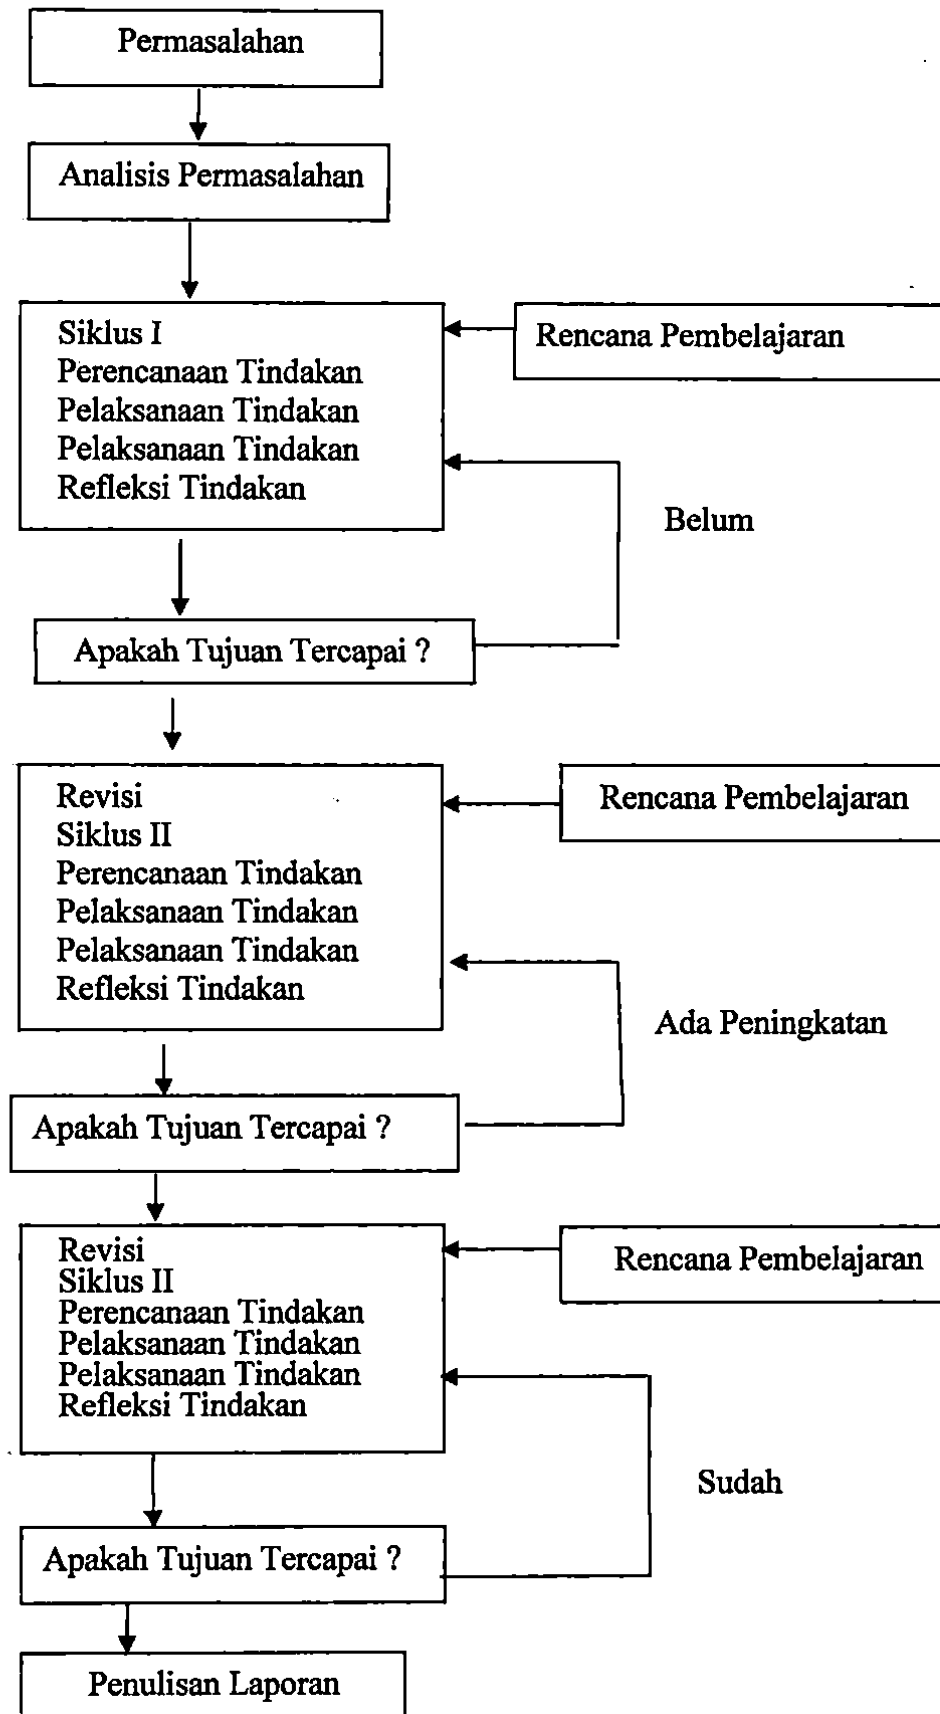 Permasalahan
Analisis Permasalahan
Siklus I
Perencanaan Tindakan
Pelaksanaan Tindakan
Pelaksanaan Tindakan
Refleksi Tindakan
Rencana Pembelajaran
Belum
Apakah Tujuan Tercapai ?
Revisi
Siklus II
Perencanaan Tindakan
Pelaksanaan Tindakan
Pelaksanaan Tindakan
Refleksi Tindakan
Rencana Pembelajaran
Ada Peningkatan
Apakah Tujuan Tercapai ?
Revisi
Siklus II
Perencanaan Tindakan
Pelaksanaan Tindakan
Pelaksanaan Tindakan
Refleksi Tindakan
Rencana Pembelajaran
Sudah
Apakah Tujuan Tercapai ?
Penulisan Laporan